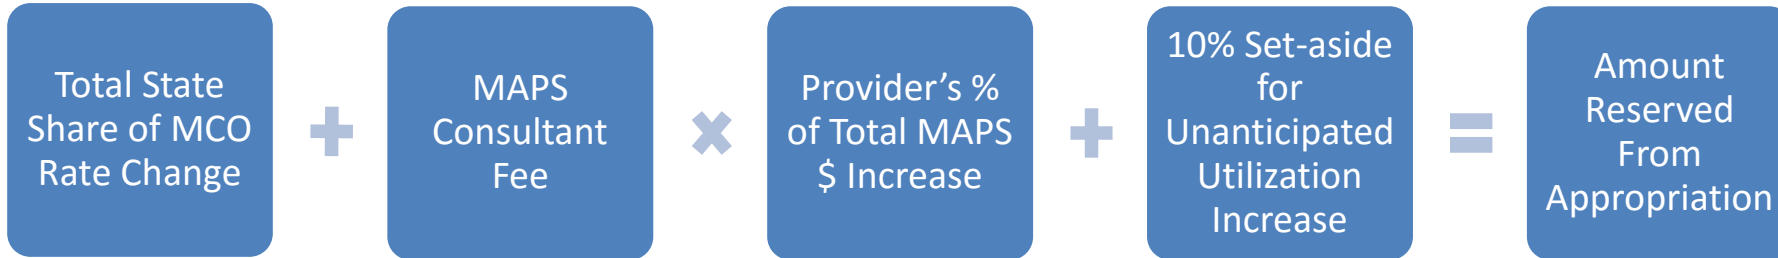 Total State
Share of MCO
Rate Change
+
MAPS
Consultant
Fee
×
Provider’s %
of Total MAPS
$ Increase
+
10% Set-aside
for
Unanticipated
Utilization
Increase
=
Amount
Reserved
From
Appropriation